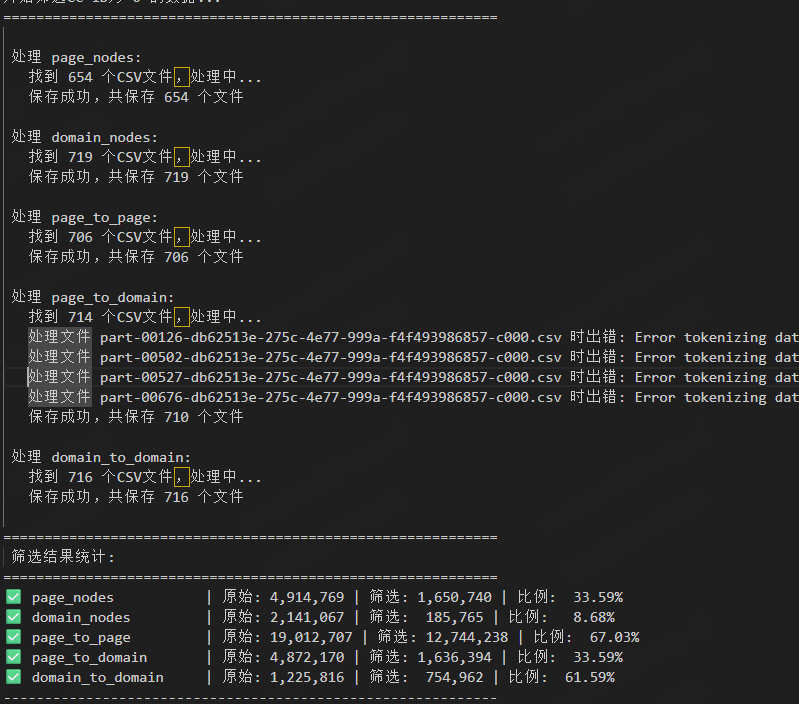 ============================================================
处理 page_nodes:
找到 654 个CSV文件，处理中...
保存成功，共保存 654 个文件
处理 domain_nodes:
找到 719 个CSV文件，处理中...
保存成功，共保存 719 个文件
处理 page_to_page:
找到 706 个CSV文件，处理中...
保存成功，共保存 706 个文件
处理 page_to_domain:
找到 714 个CSV文件，处理中...
处理文件 part-00126-db62513e-275c-4e77-999a-f4f493986857-c000.csv 时出错: Error tokenizing dat
处理文件 part-00502-db62513e-275c-4e77-999a-f4f493986857-c000.csv 时出错: Error tokenizing dat
处理文件 part-00527-db62513e-275c-4e77-999a-f4f493986857-c000.csv 时出错: Error tokenizing dat
处理文件 part-00676-db62513e-275c-4e77-999a-f4f493986857-c000.csv 时出错: Error tokenizing dat
保存成功，共保存 710 个文件
处理 domain_to_domain:
找到 716 个CSV文件，处理中...
保存成功，共保存 716 个文件
============================================================
筛选结果统计:
============================================================
✅ page_nodes | 原始: 4,914,769 | 筛选: 1,650,740 | 比例: 33.59%
✅ domain_nodes | 原始: 2,141,067 | 筛选: 185,765 | 比例: 8.68%
✅ page_to_page | 原始: 19,012,707 | 筛选: 12,744,238 | 比例: 67.03%
✅ page_to_domain | 原始: 4,872,170 | 筛选: 1,636,394 | 比例: 33.59%
✅ domain_to_domain | 原始: 1,225,816 | 筛选: 754,962 | 比例: 61.59%
------------------------------------------------------------